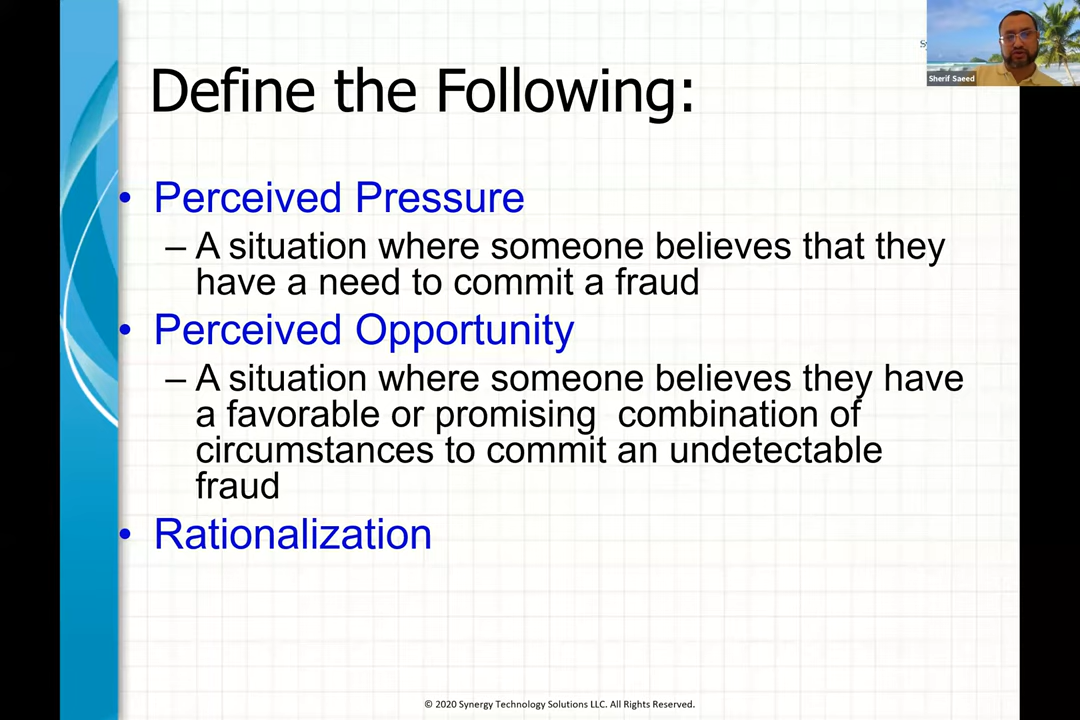 Define the Following:
Sherif Saeed
• Perceived Pressure
– A situation where someone believes that they
have a need to commit a fraud
• Perceived Opportunity
– A situation where someone believes they have
a favorable or promising combination of
circumstances to commit an undetectable
fraud
• Rationalization
© 2020 Synergy Technology Solutions LLC. All Rights Reserved.